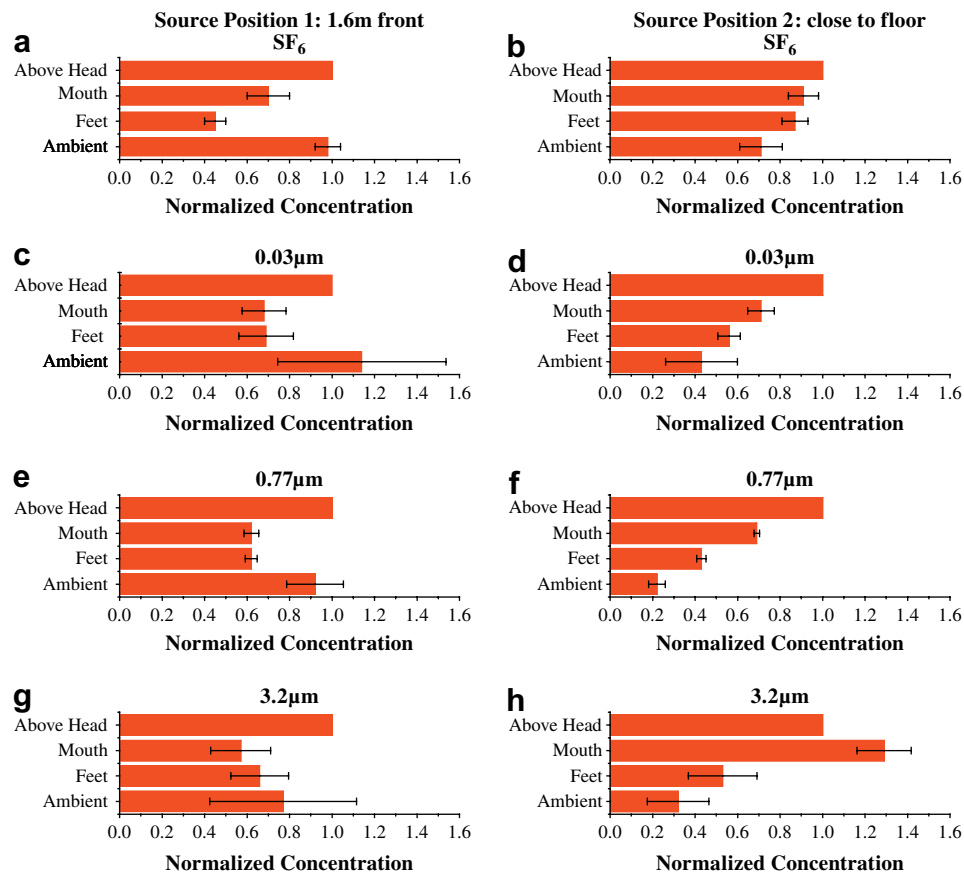 Source Position 1: 1.6m front
SF6
a
Above Head
Mouth
Feet
Ambient
0.0 0.2 0.4 0.6 0.8 1.0 1.2 1.4 1.6
Normalized Concentration
Source Position 2: close to floor
SF6
b
Above Head
Mouth
Feet
Ambient
0.0 0.2 0.4 0.6 0.8 1.0 1.2 1.4 1.6
Normalized Concentration
c
0.03µm
Above Head
Mouth
Feet
Ambient
0.0 0.2 0.4 0.6 0.8 1.0 1.2 1.4 1.6
Normalized Concentration
d
0.03µm
Above Head
Mouth
Feet
Ambient
0.0 0.2 0.4 0.6 0.8 1.0 1.2 1.4 1.6
Normalized Concentration
e
0.77µm
Above Head
Mouth
Feet
Ambient
0.0 0.2 0.4 0.6 0.8 1.0 1.2 1.4 1.6
Normalized Concentration
f
0.77µm
Above Head
Mouth
Feet
Ambient
0.0 0.2 0.4 0.6 0.8 1.0 1.2 1.4 1.6
Normalized Concentration
g
3.2µm
Above Head
Mouth
Feet
Ambient
0.0 0.2 0.4 0.6 0.8 1.0 1.2 1.4 1.6
Normalized Concentration
h
3.2µm
Above Head
Mouth
Feet
Ambient
0.0 0.2 0.4 0.6 0.8 1.0 1.2 1.4 1.6
Normalized Concentration